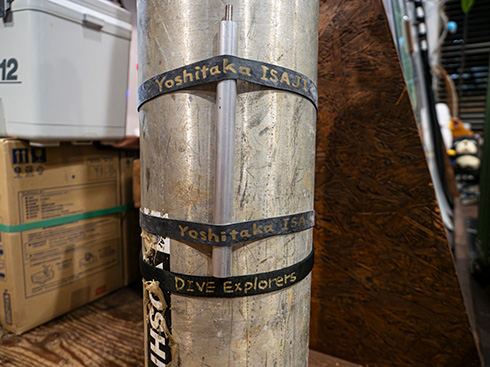 12
Yoshitaka ISAJI
Yoshitaka ISA
DIVE Explorers